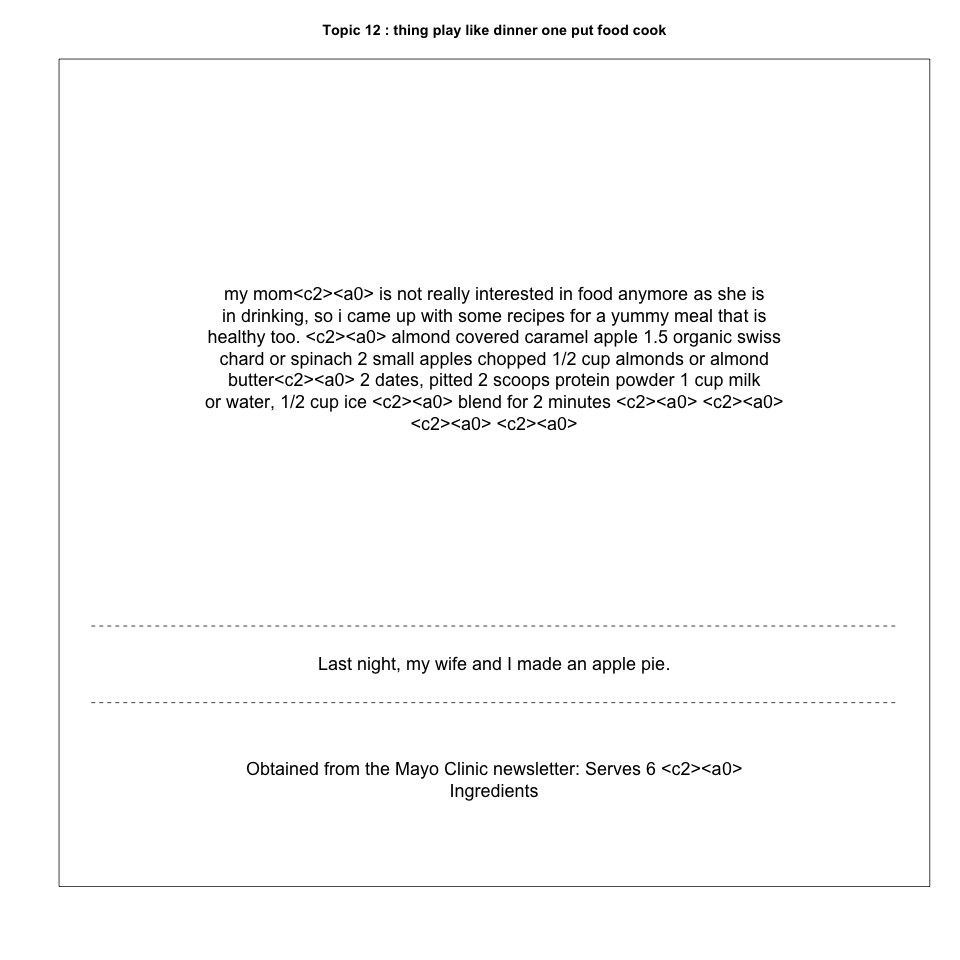 Topic 12 : thing play like dinner one put food cook
my mom<c2><a0> is not really interested in food anymore as she is
in drinking, so i came up with some recipes for a yummy meal that is
healthy too. <c2><a0> almond covered caramel apple 1.5 organic swiss
chard or spinach 2 small apples chopped 1/2 cup almonds or almond
butter<c2><a0> 2 dates, pitted 2 scoops protein powder 1 cup milk
or water, 1/2 cup ice <c2><a0> blend for 2 minutes <c2><a0> <c2><a0>
<c2><a0> <c2><a0>
Last night, my wife and I made an apple pie.
Obtained from the Mayo Clinic newsletter: Serves 6 <c2><a0>
Ingredients